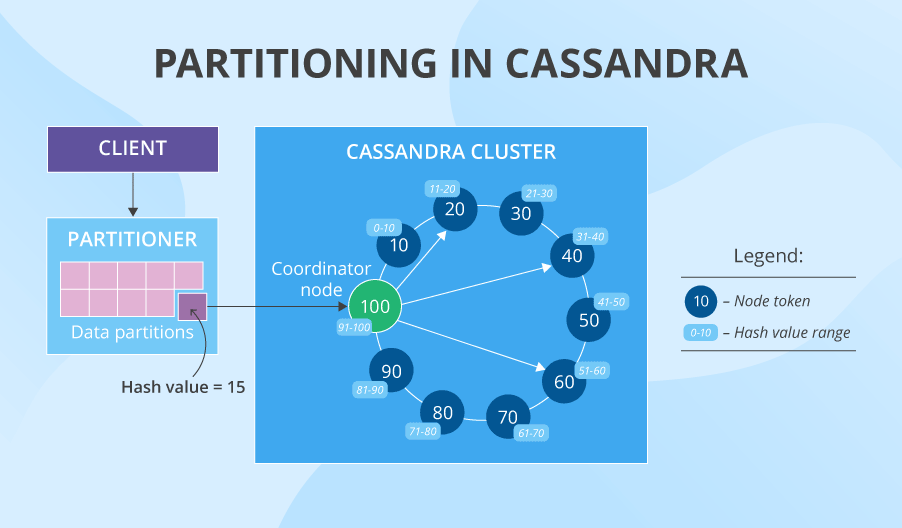 PARTITIONING IN CASSANDRA
CLIENT
PARTITIONER
Data partitions
Hash value = 15
CASSANDRA CLUSTER
Coordinator
node
100
91-100
10
0-10
20
11-20
30
21-30
40
31-40
50
41-50
60
51-60
70
61-70
80
71-80
90
81-90
Legend:
10 – Node token
0-10 – Hash value range